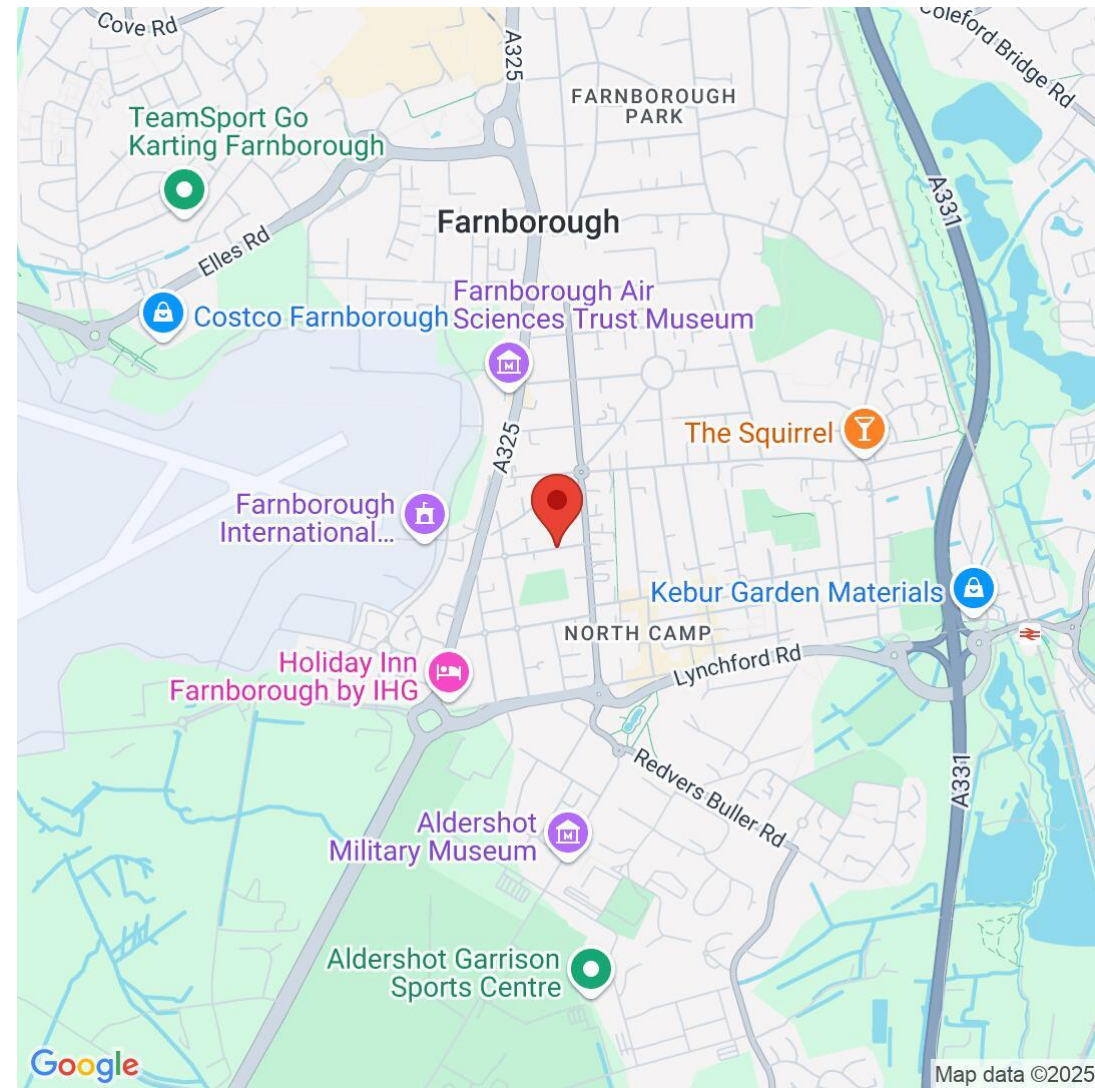 Cove Rd
A325
Coleford Bridge Rd
FARNBOROUGH
PARK
TeamSport Go
Karting Farnborough
A331
Elles Rd
Farnborough
Farnborough Air
Sciences Trust Museum
Costco Farnborough
A325
The Squirrel
Farnborough
International...
Kebur Garden Materials
NORTH CAMP
Lynchford Rd
Holiday Inn
Farnborough by IHG
Redvers Buller Rd
A331
Aldershot
Military Museum
Aldershot Garrison
Sports Centre
Google
Map data ©2025